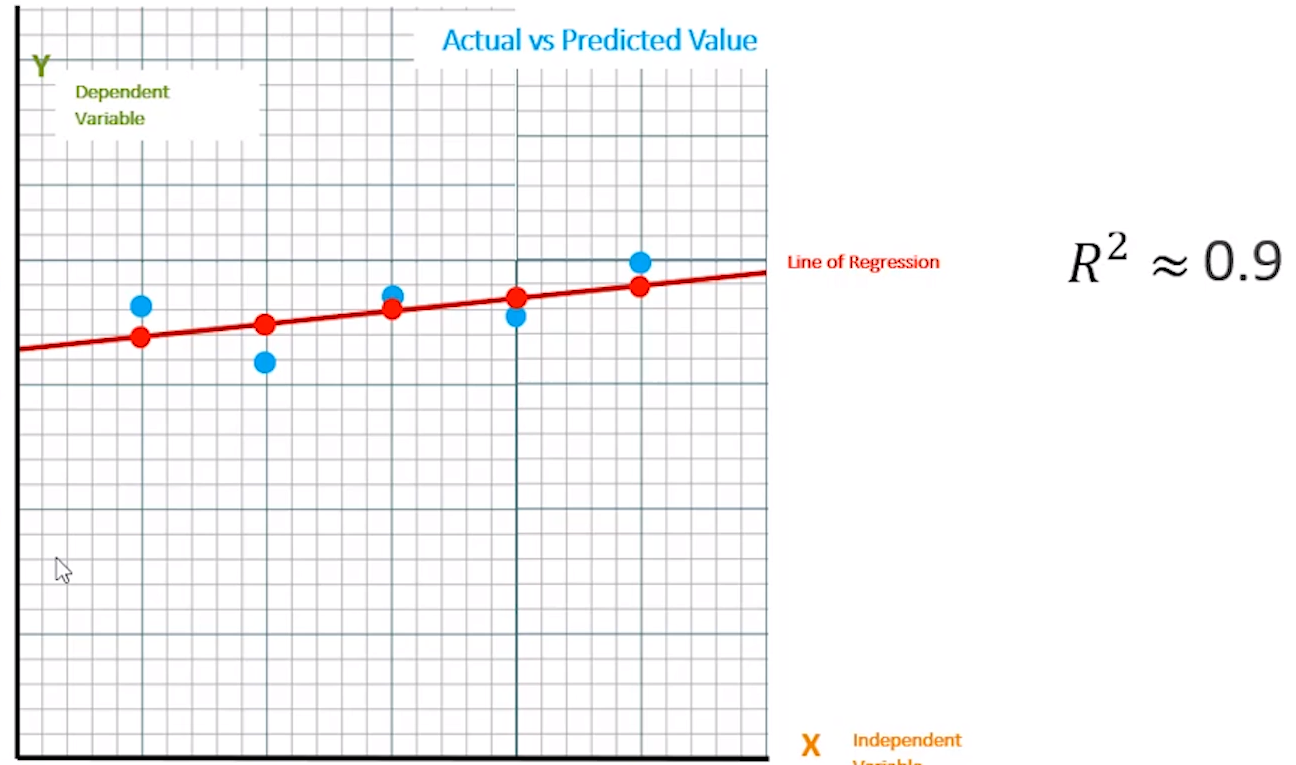 Actual vs Predicted Value
Y
Dependent
Variable
Line of Regression
R² ≈ 0.9
X Independent